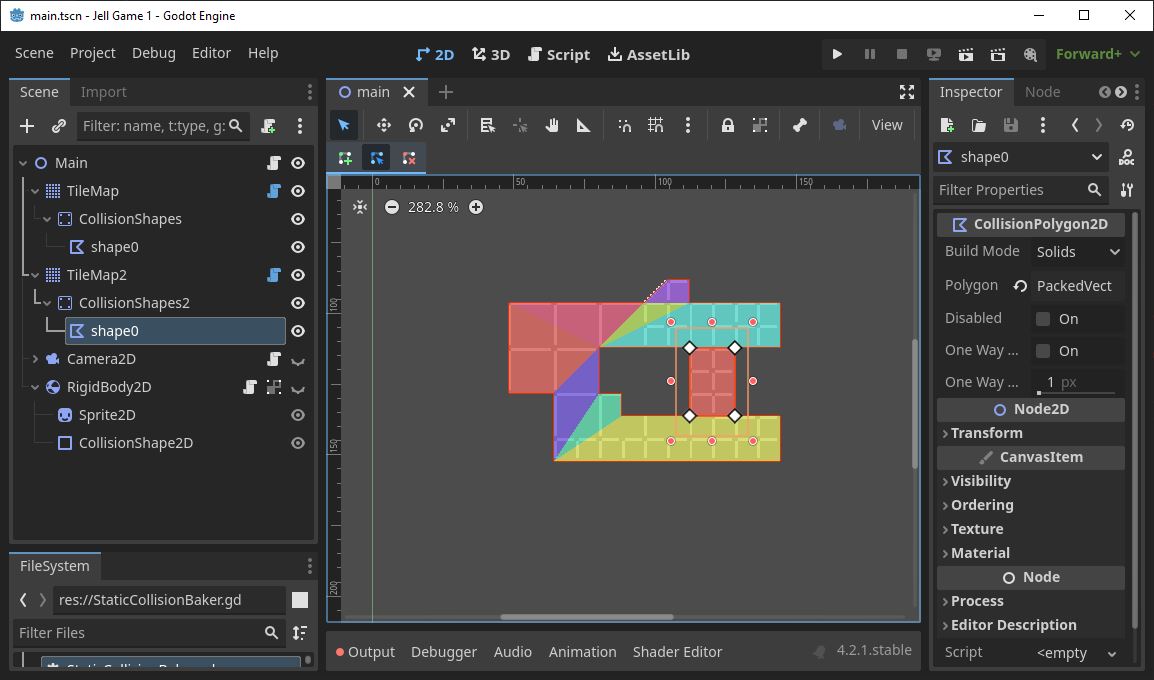 main.tscn - Jell Game 1 - Godot Engine
Scene Project Debug Editor Help
2D 3D Script AssetLib
Forward+
Scene Import
Filter: name, t:type, g:
Main
TileMap
CollisionShapes
shape0
TileMap2
CollisionShapes2
shape0
Camera2D
RigidBody2D
Sprite2D
CollisionShape2D
FileSystem
res://StaticCollisionBaker.gd
Filter Files
main
View
0 50 100 150
100
150
200
282.8 %
Output Debugger Audio Animation Shader Editor
4.2.1.stable
Inspector Node
shape0
Filter Properties
CollisionPolygon2D
Build Mode Solids
Polygon PackedVect
Disabled On
One Way ... On
One Way ... 1 px
Node2D
Transform
CanvasItem
Visibility
Ordering
Texture
Material
Node
Process
Editor Description
Script <empty